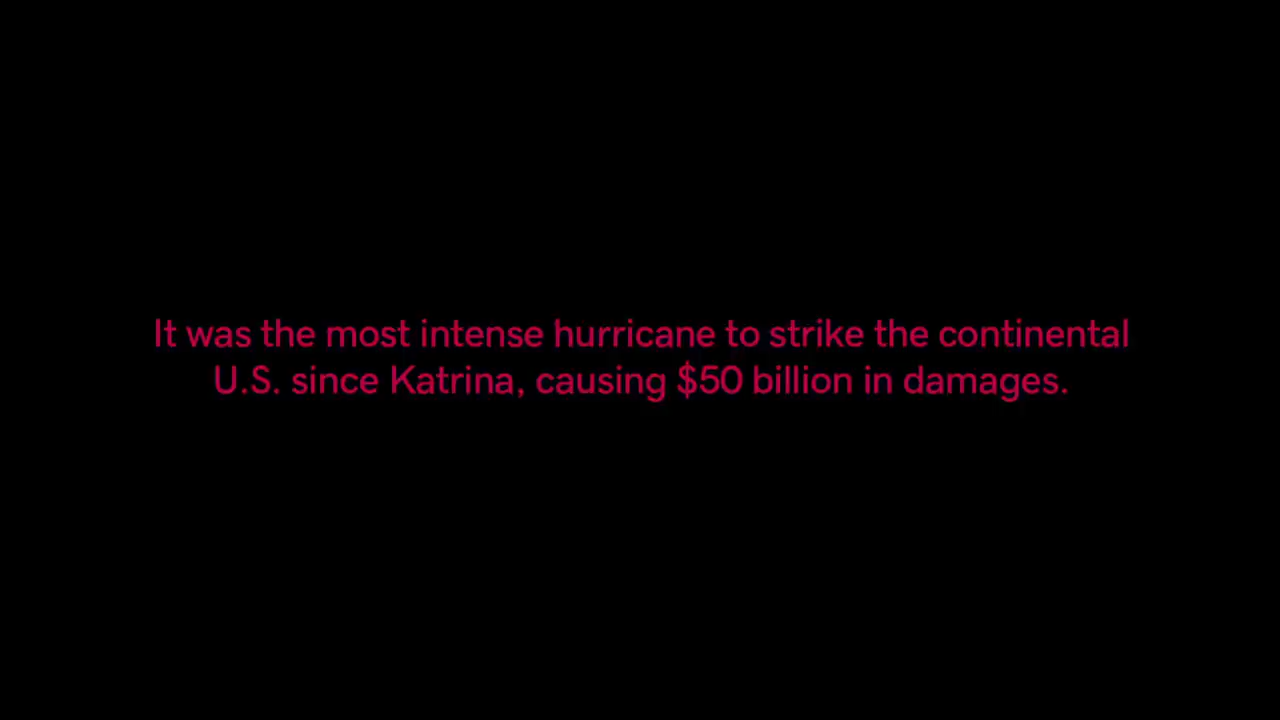 It was the most intense hurricane to strike the continental
U.S. since Katrina, causing $50 billion in damages.